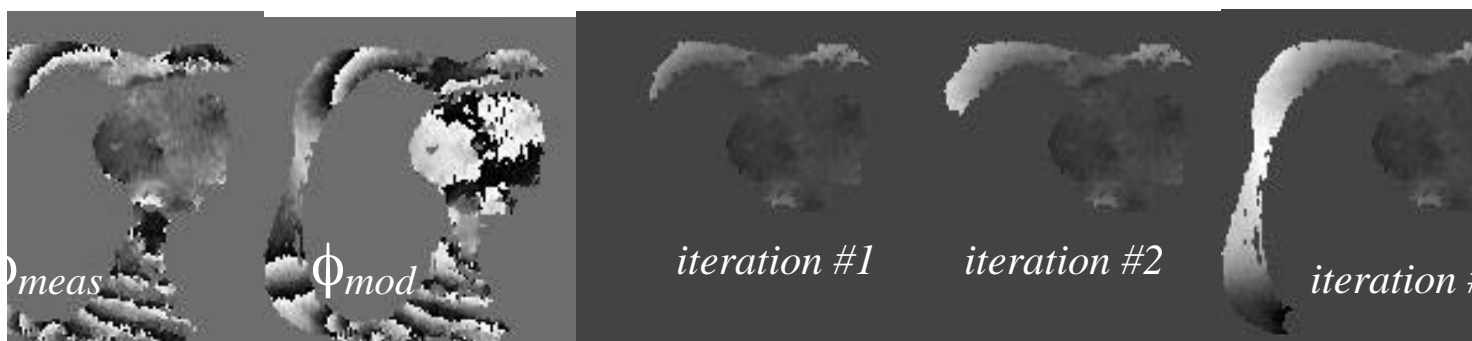 ϕmeas
ϕmod
iteration #1
iteration #2
iteration #